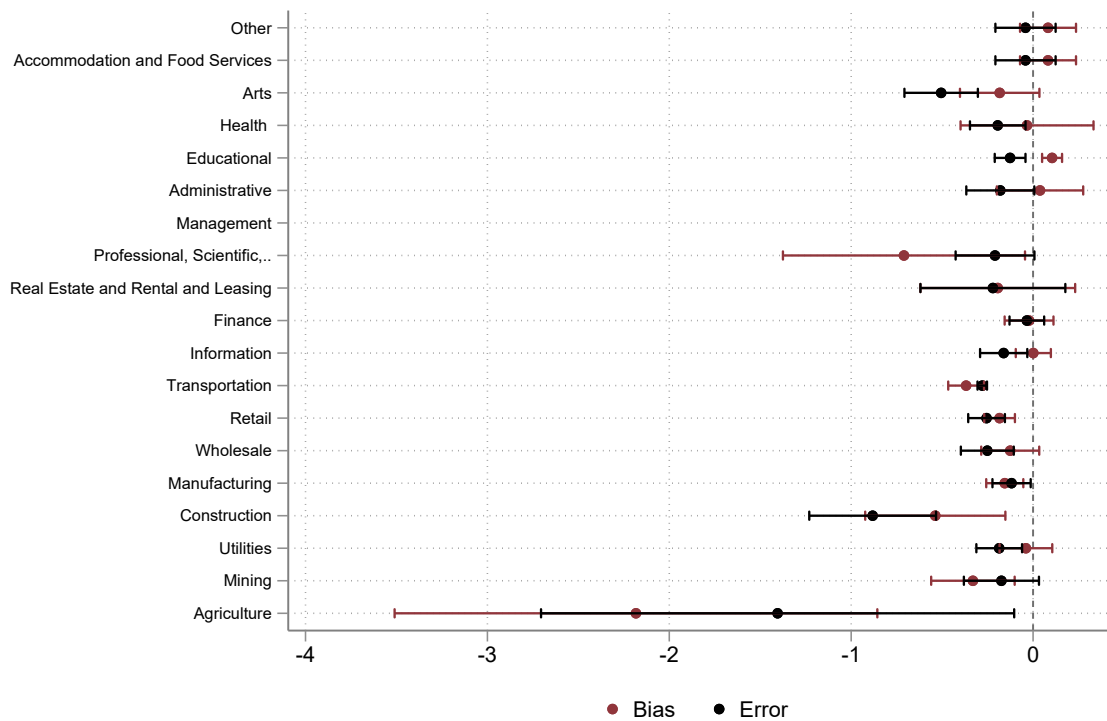 Other
Accommodation and Food Services
Arts
Health
Educational
Administrative
Management
Professional, Scientific,..
Real Estate and Rental and Leasing
Finance
Information
Transportation
Retail
Wholesale
Manufacturing
Construction
Utilities
Mining
Agriculture
-4 -3 -2 -1 0
Bias Error